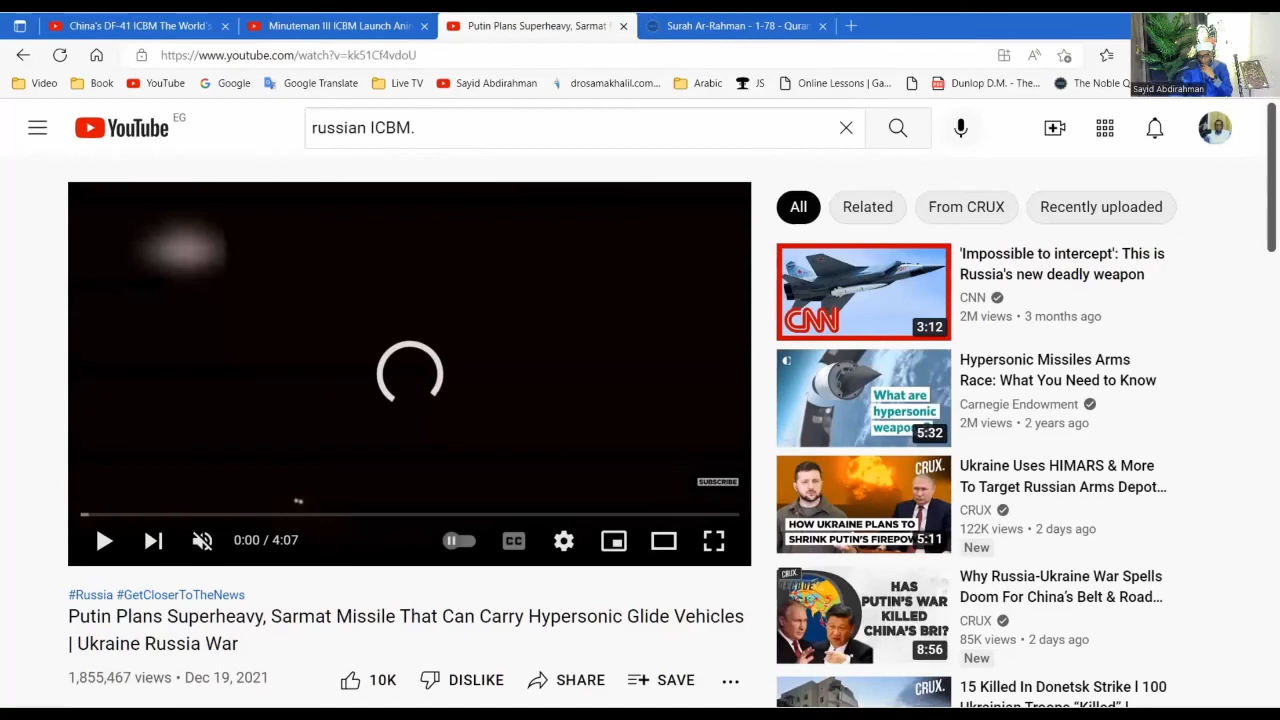 China's DF-41 ICBM The World's
Minuteman III ICBM Launch Ani
Putin Plans Superheavy, Sarmat
Surah Ar-Rahman - 1-78 - Quran
https://www.youtube.com/watch?v=kk51Cf4vdoU
Video
Book
YouTube
Google
Google Translate
Live TV
Sayid Abdirahman
drosamakhalil.com...
Arabic
JS
Online Lessons | Ga...
Dunlop D.M. - The...
The Noble Q
Sayid Abdirahman
YouTube EG
russian ICBM.
All
Related
From CRUX
Recently uploaded
SUBSCRIBE
0:00 / 4:07
CC
#Russia #GetCloserToTheNews
Putin Plans Superheavy, Sarmat Missile That Can Carry Hypersonic Glide Vehicles
| Ukraine Russia War
1,855,467 views • Dec 19, 2021
10K
DISLIKE
SHARE
SAVE
CNN
3:12
'Impossible to intercept': This is
Russia's new deadly weapon
CNN
2M views • 3 months ago
What are
hypersonic
5:32
Hypersonic Missiles Arms
Race: What You Need to Know
Carnegie Endowment
2M views • 2 years ago
CRUX.
HOW UKRAINE PLANS TO
SHRINK PUTIN'S
5:11
Ukraine Uses HIMARS & More
To Target Russian Arms Depot...
CRUX
122K views • 2 days ago
New
CRUX.
HAS
PUTIN'S WAR
KILLED
CHINA'S BRI?
8:56
Why Russia-Ukraine War Spells
Doom For China's Belt & Road...
CRUX
85K views • 2 days ago
New
CRUX.
15 Killed In Donetsk Strike l 100
Ukrainian Troops "Killed" l